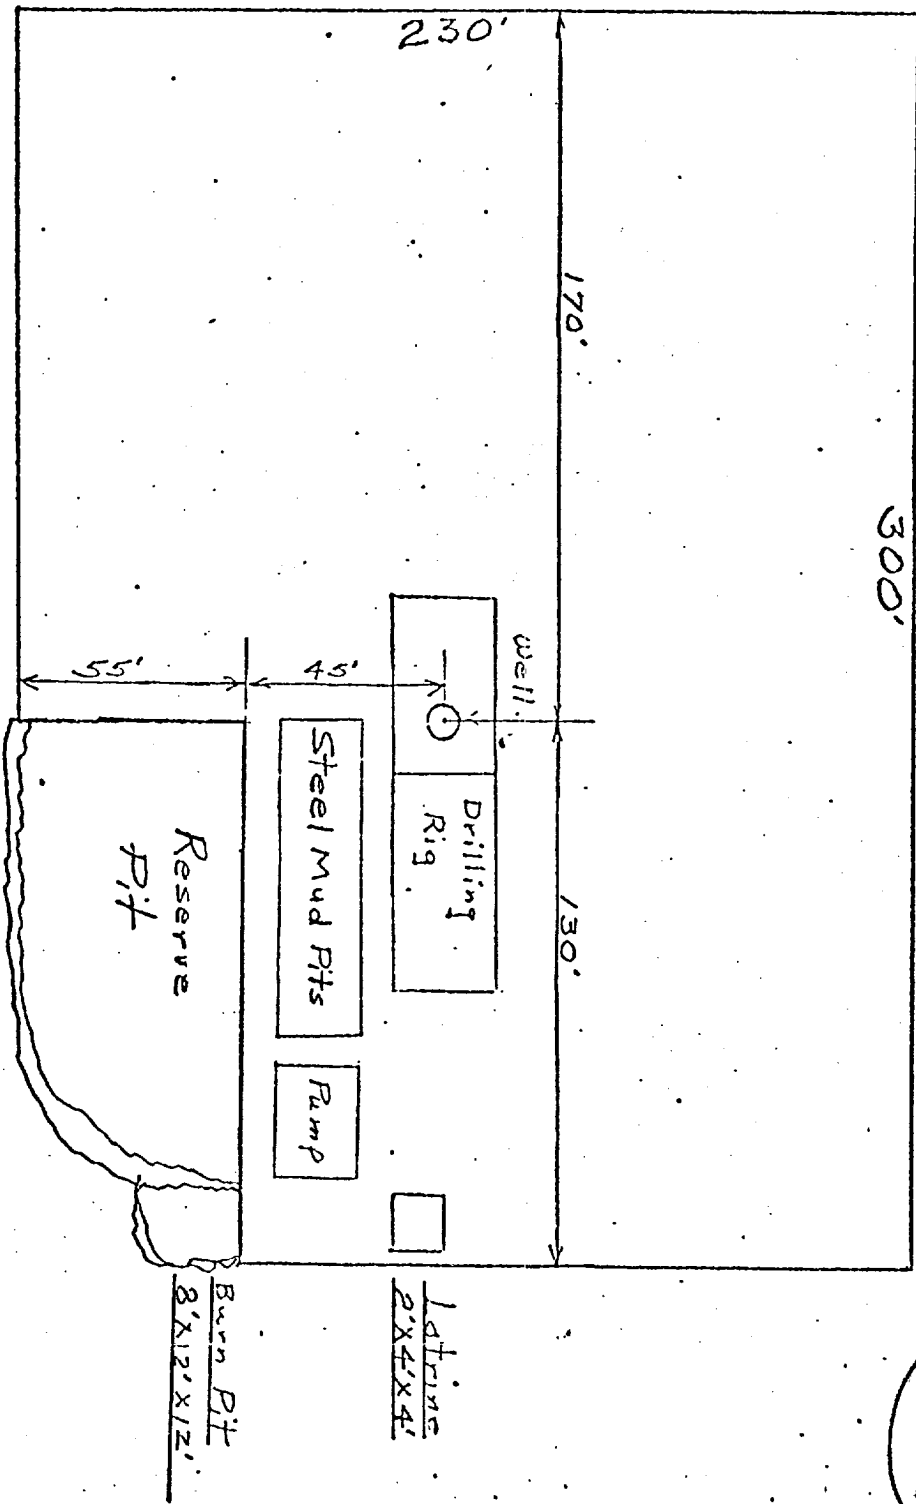 230'
170'
300'
well
55'
45'
Drilling
Rig
Steel Mud Pits
Reserve
Pit
130'
Pump
Latrine
2'x4'x4'
Burn Pit
8'x12'x12'